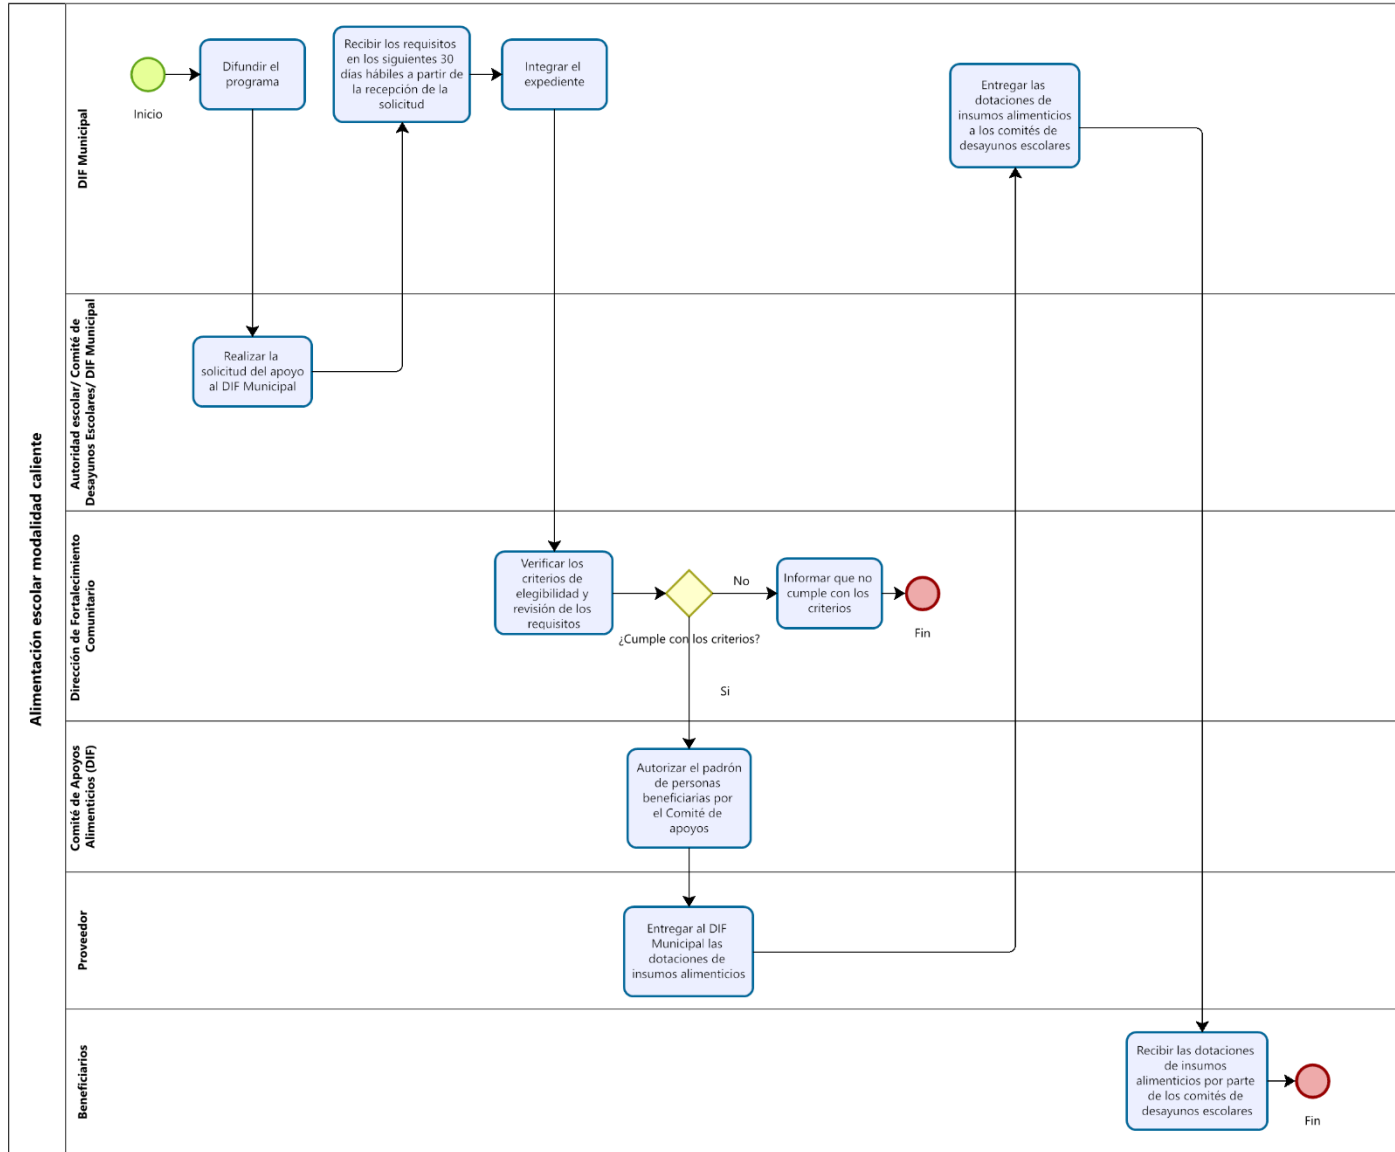 Alimentación escolar modalidad caliente
DIF Municipal
Inicio
Difundir el
programa
Recibir los requisitos
en los siguientes 30
días hábiles a partir de
la recepción de la
solicitud
Integrar el
expediente
Entregar las
dotaciones de
insumos alimenticios
a los comités de
desayunos escolares
Autoridad escolar/ Comité de
Desayunos Escolares/ DIF Municipal
Realizar la
solicitud del apoyo
al DIF Municipal
Dirección de Fortalecimiento
Comunitario
Verificar los
criterios de
elegibilidad y
revisión de los
requisitos
¿Cumple con los criterios?
No
Si
Informar que no
cumple con los
criterios
Fin
Comité de Apoyos
Alimenticios (DIF)
Autorizar el padrón
de personas
beneficiarias por
el Comité de
apoyos
Proveedor
Entregar al DIF
Municipal las
dotaciones de
insumos alimenticios
Beneficiarios
Recibir las dotaciones
de insumos
alimenticios por parte
de los comités de
desayunos escolares
Fin